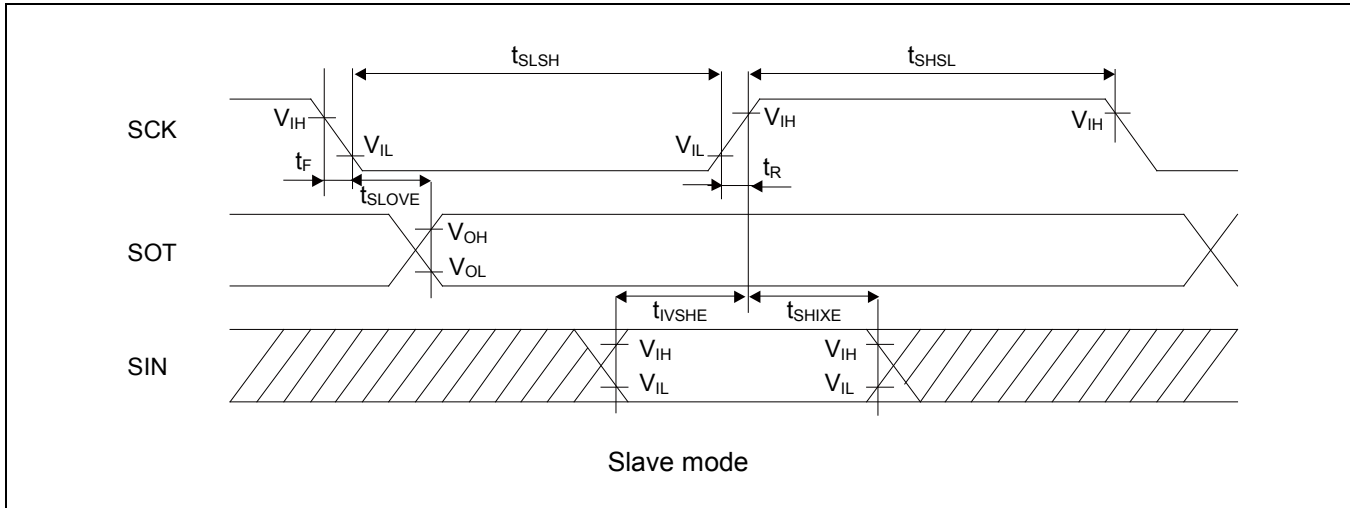 tSLSH
tSHSL
SCK
VIH
VIL
VIL
VIH
VIH
tF
tR
tSLOVE
SOT
VOH
VOL
tIVSHE
tSHIXE
SIN
VIH
VIH
VIL
VIL
Slave mode